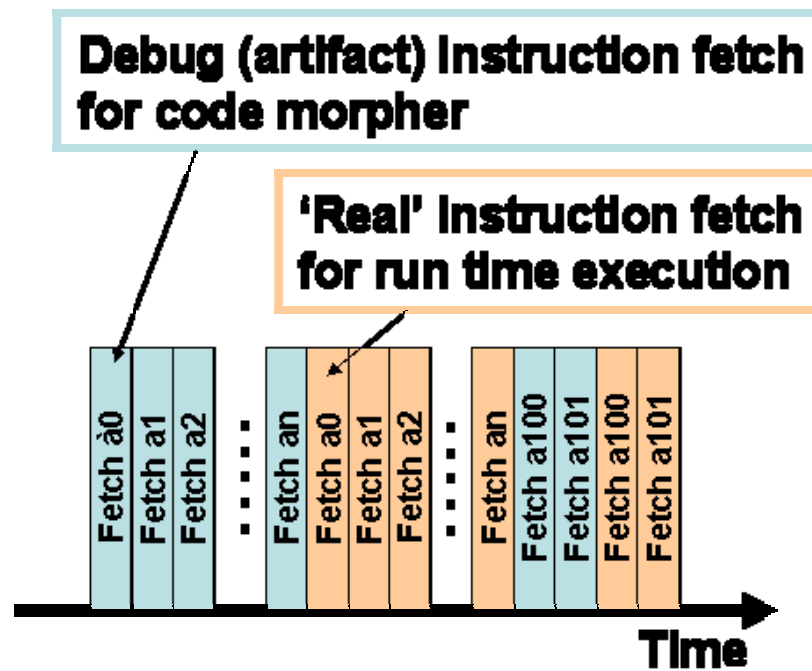 Debug (artifact) Instruction fetch
for code morpher
‘Real’ Instruction fetch
for run time execution
Fetch à0
Fetch a1
Fetch a2
Fetch an
Fetch a0
Fetch a1
Fetch a2
Fetch an
Fetch a100
Fetch a101
Fetch a100
Fetch a101
Time